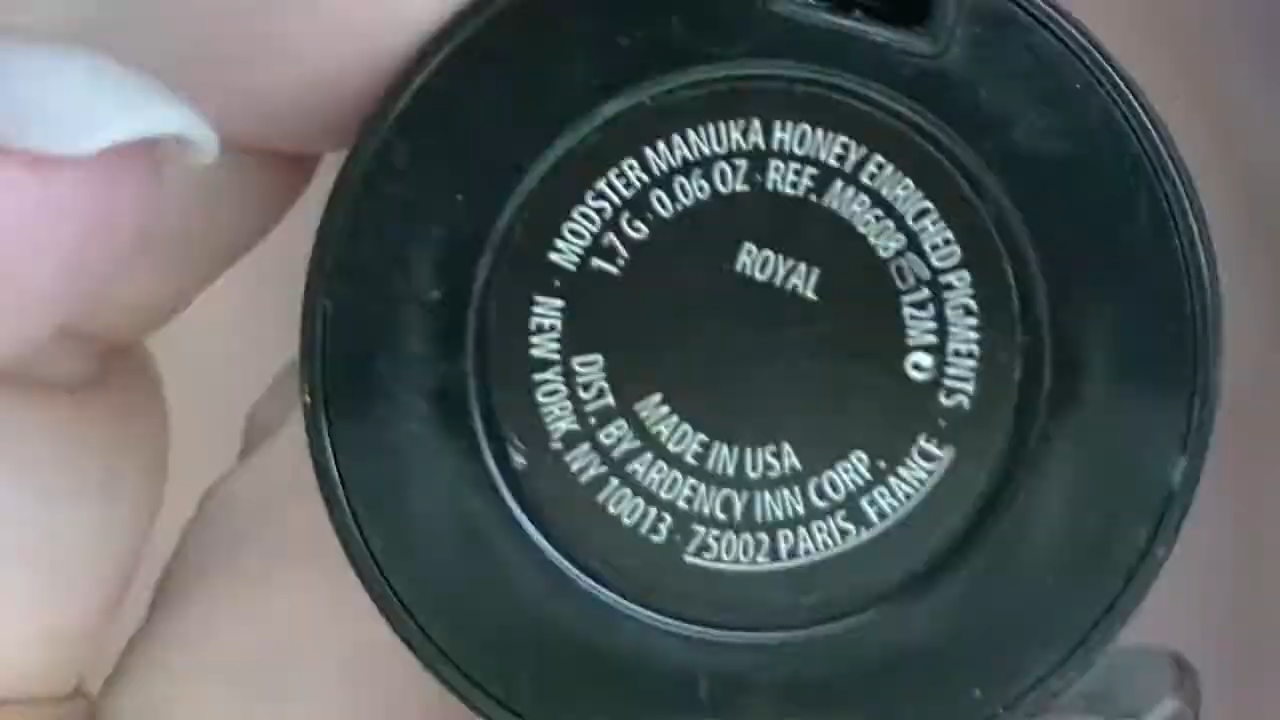 MODSTER MANUKA HONEY ENRICHED PIGMENTS ·
1.7 G · 0.06 OZ · REF. MR608 12M
ROYAL
MADE IN USA
DIST. BY ARDENCY INN CORP.
NEW YORK, NY 10013 · 75002 PARIS, FRANCE ·